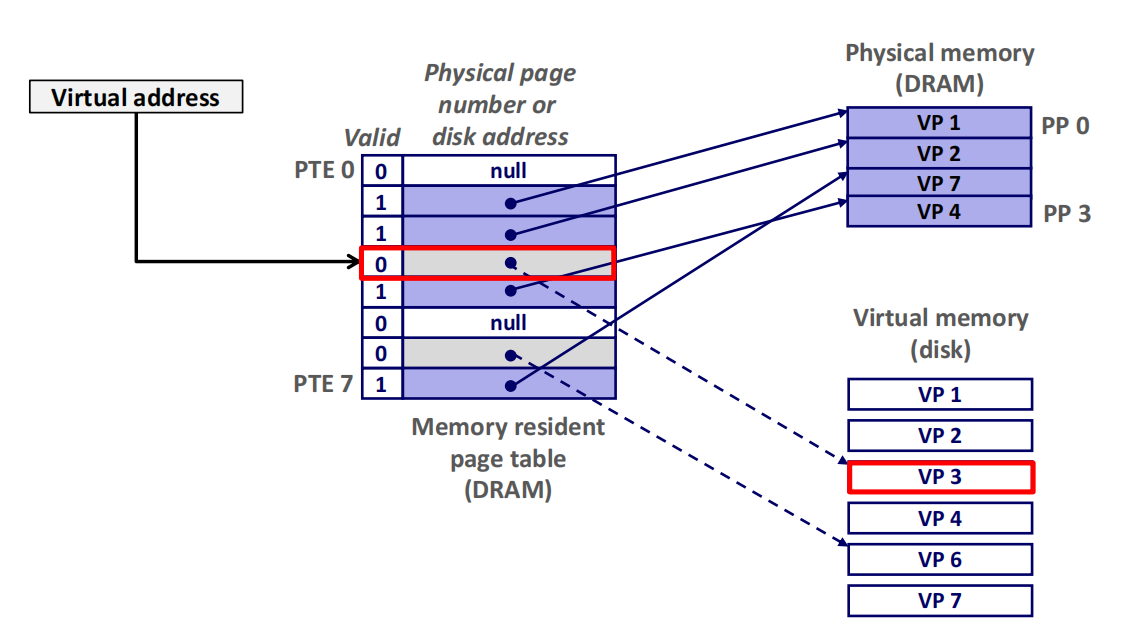 Virtual address
Physical page
number or
disk address
Valid
PTE 0
0
null
1
1
0
1
0
null
0
PTE 7
1
Memory resident
page table
(DRAM)
Physical memory
(DRAM)
VP 1
PP 0
VP 2
VP 7
VP 4
PP 3
Virtual memory
(disk)
VP 1
VP 2
VP 3
VP 4
VP 6
VP 7